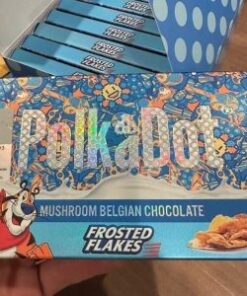 PolkaDot
MUSHROOM BELGIAN CHOCOLATE
FROSTED
FLAKES